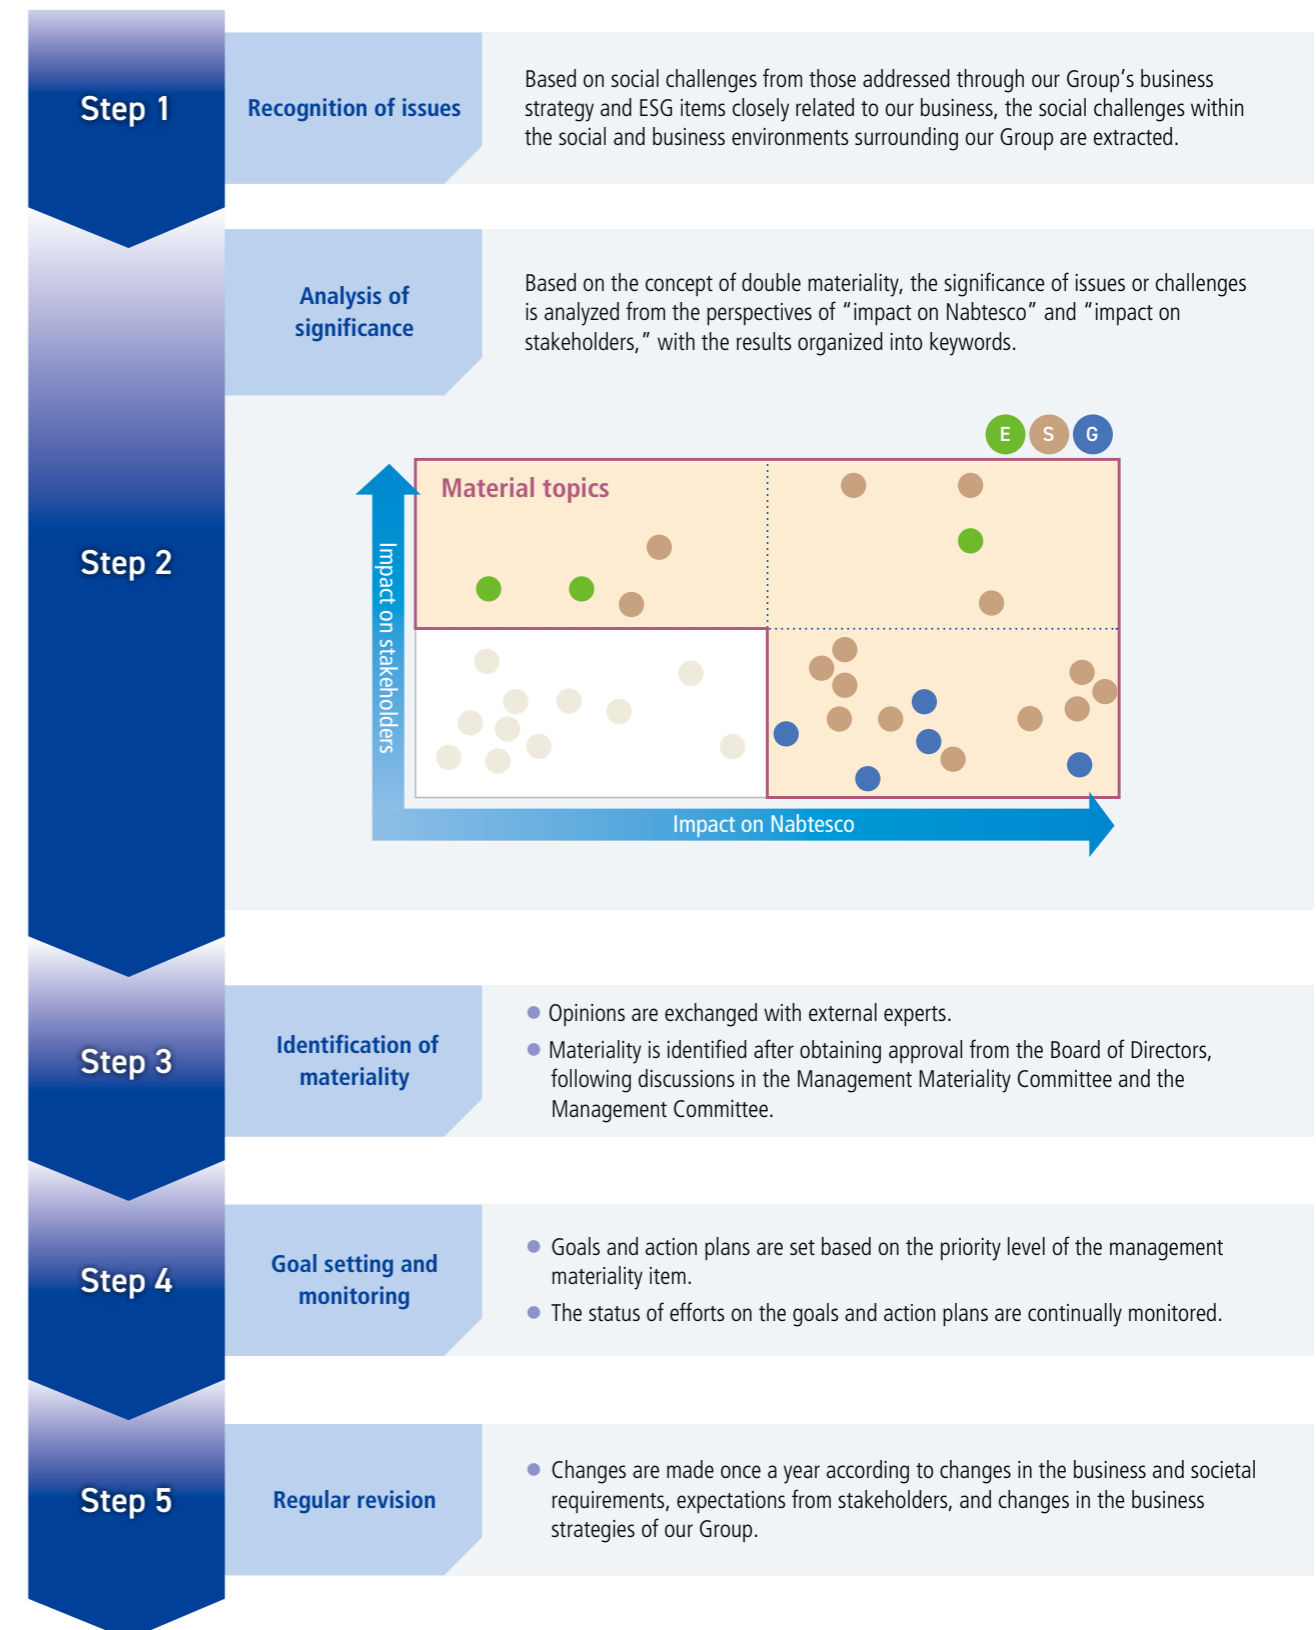 Step 1
Recognition of issues
Based on social challenges from those addressed through our Group’s business
strategy and ESG items closely related to our business, the social challenges within
the social and business environments surrounding our Group are extracted.
Step 2
Analysis of
significance
Based on the concept of double materiality, the significance of issues or challenges
is analyzed from the perspectives of “impact on Nabtesco” and “impact on
stakeholders,” with the results organized into keywords.
E S G
Material topics
Impact on stakeholders
Impact on Nabtesco
Step 3
Identification of
materiality
● Opinions are exchanged with external experts.
● Materiality is identified after obtaining approval from the Board of Directors,
following discussions in the Management Materiality Committee and the
Management Committee.
Step 4
Goal setting and
monitoring
● Goals and action plans are set based on the priority level of the management
materiality item.
● The status of efforts on the goals and action plans are continually monitored.
Step 5
Regular revision
● Changes are made once a year according to changes in the business and societal
requirements, expectations from stakeholders, and changes in the business
strategies of our Group.